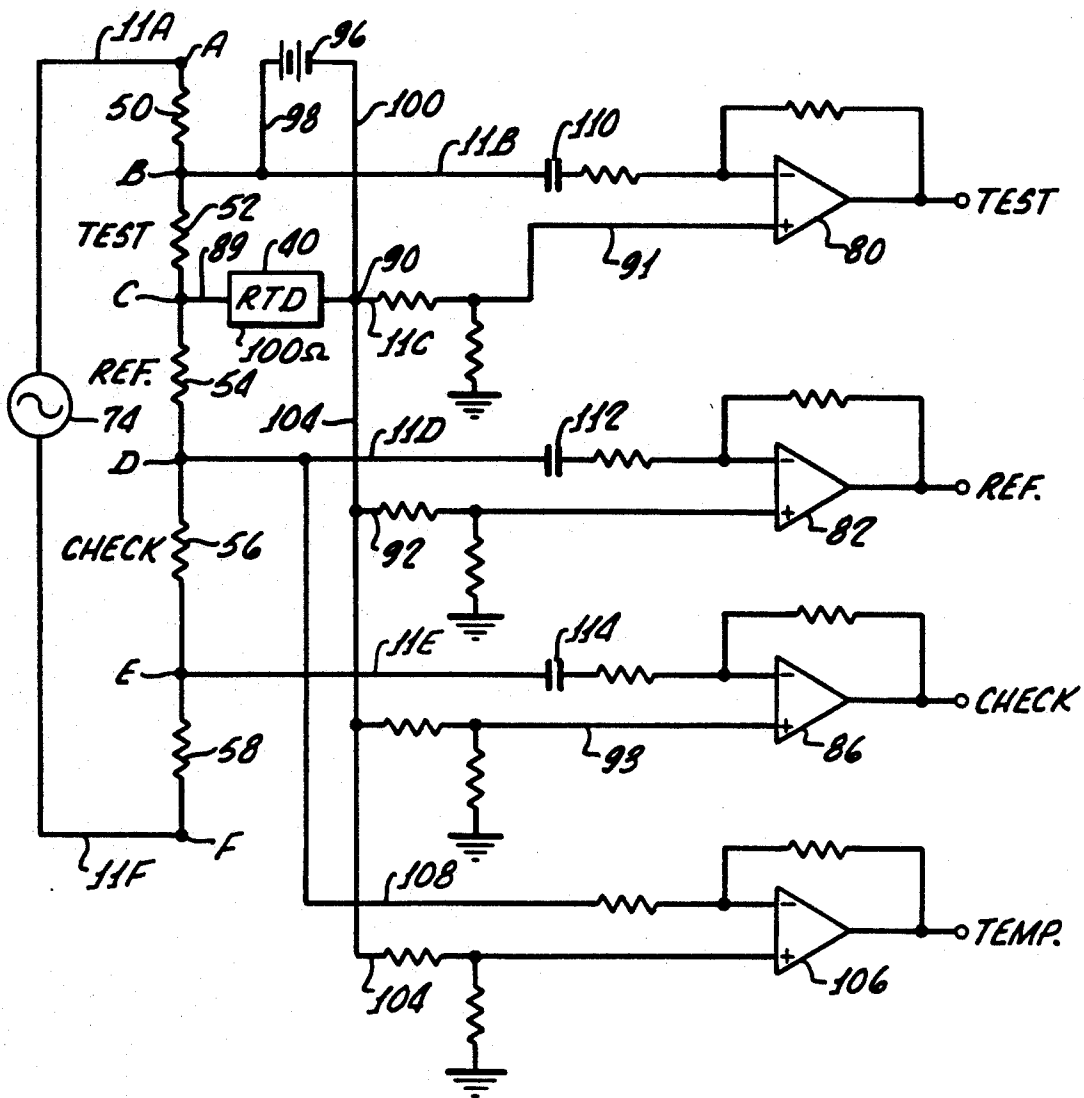 11A
A
96
50
98
100
11B
110
B
TEST
52
89
40
RTD
100Ω
90
11C
91
- +
80
TEST
C
REF.
54
74
104
11D
112
D
- +
82
REF.
CHECK
56
92
11E
114
E
- +
86
CHECK
58
93
F
11F
108
- +
106
TEMP.
104